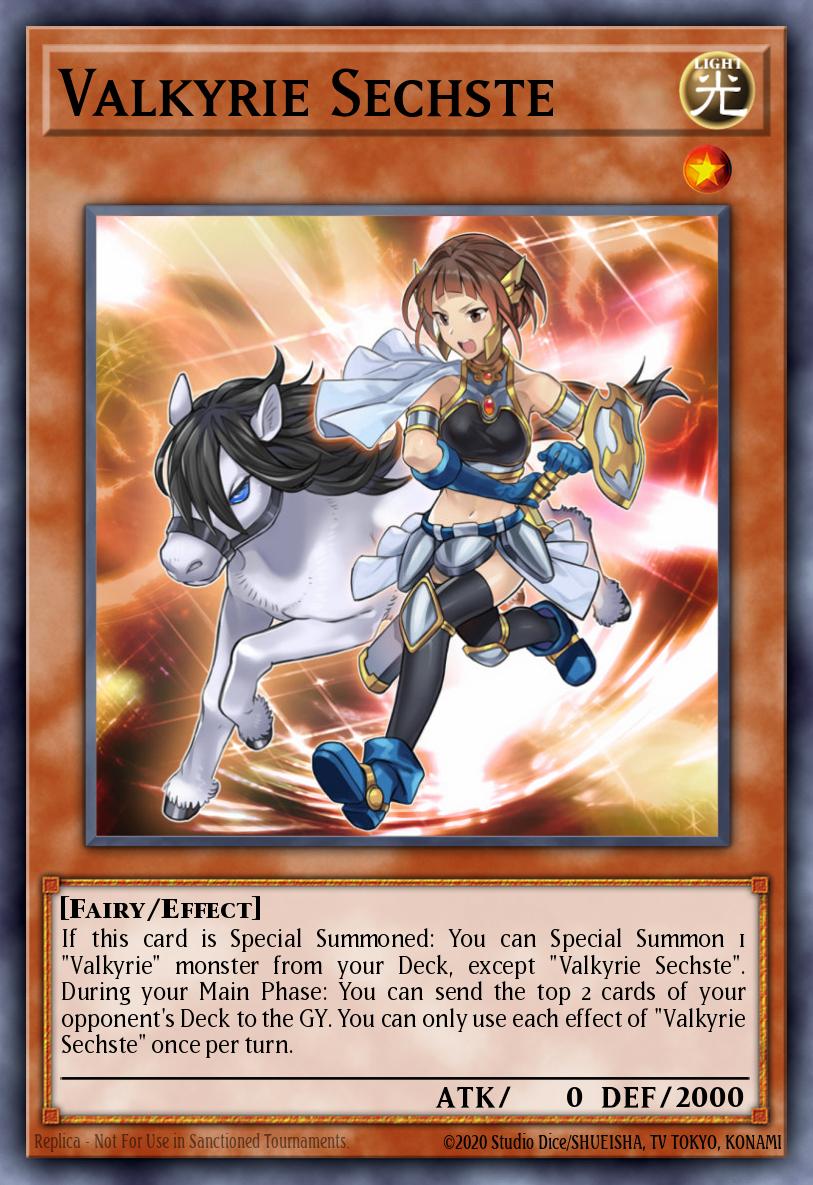 Valkyrie Sechste
LIGHT
光
[Fairy/Effect]
If this card is Special Summoned: You can Special Summon 1
"Valkyrie" monster from your Deck, except "Valkyrie Sechste".
During your Main Phase: You can send the top 2 cards of your
opponent's Deck to the GY. You can only use each effect of "Valkyrie
Sechste" once per turn.
ATK/ 0 DEF/2000
Replica - Not For Use in Sanctioned Tournaments.
©2020 Studio Dice/SHUEISHA, TV TOKYO, KONAMI